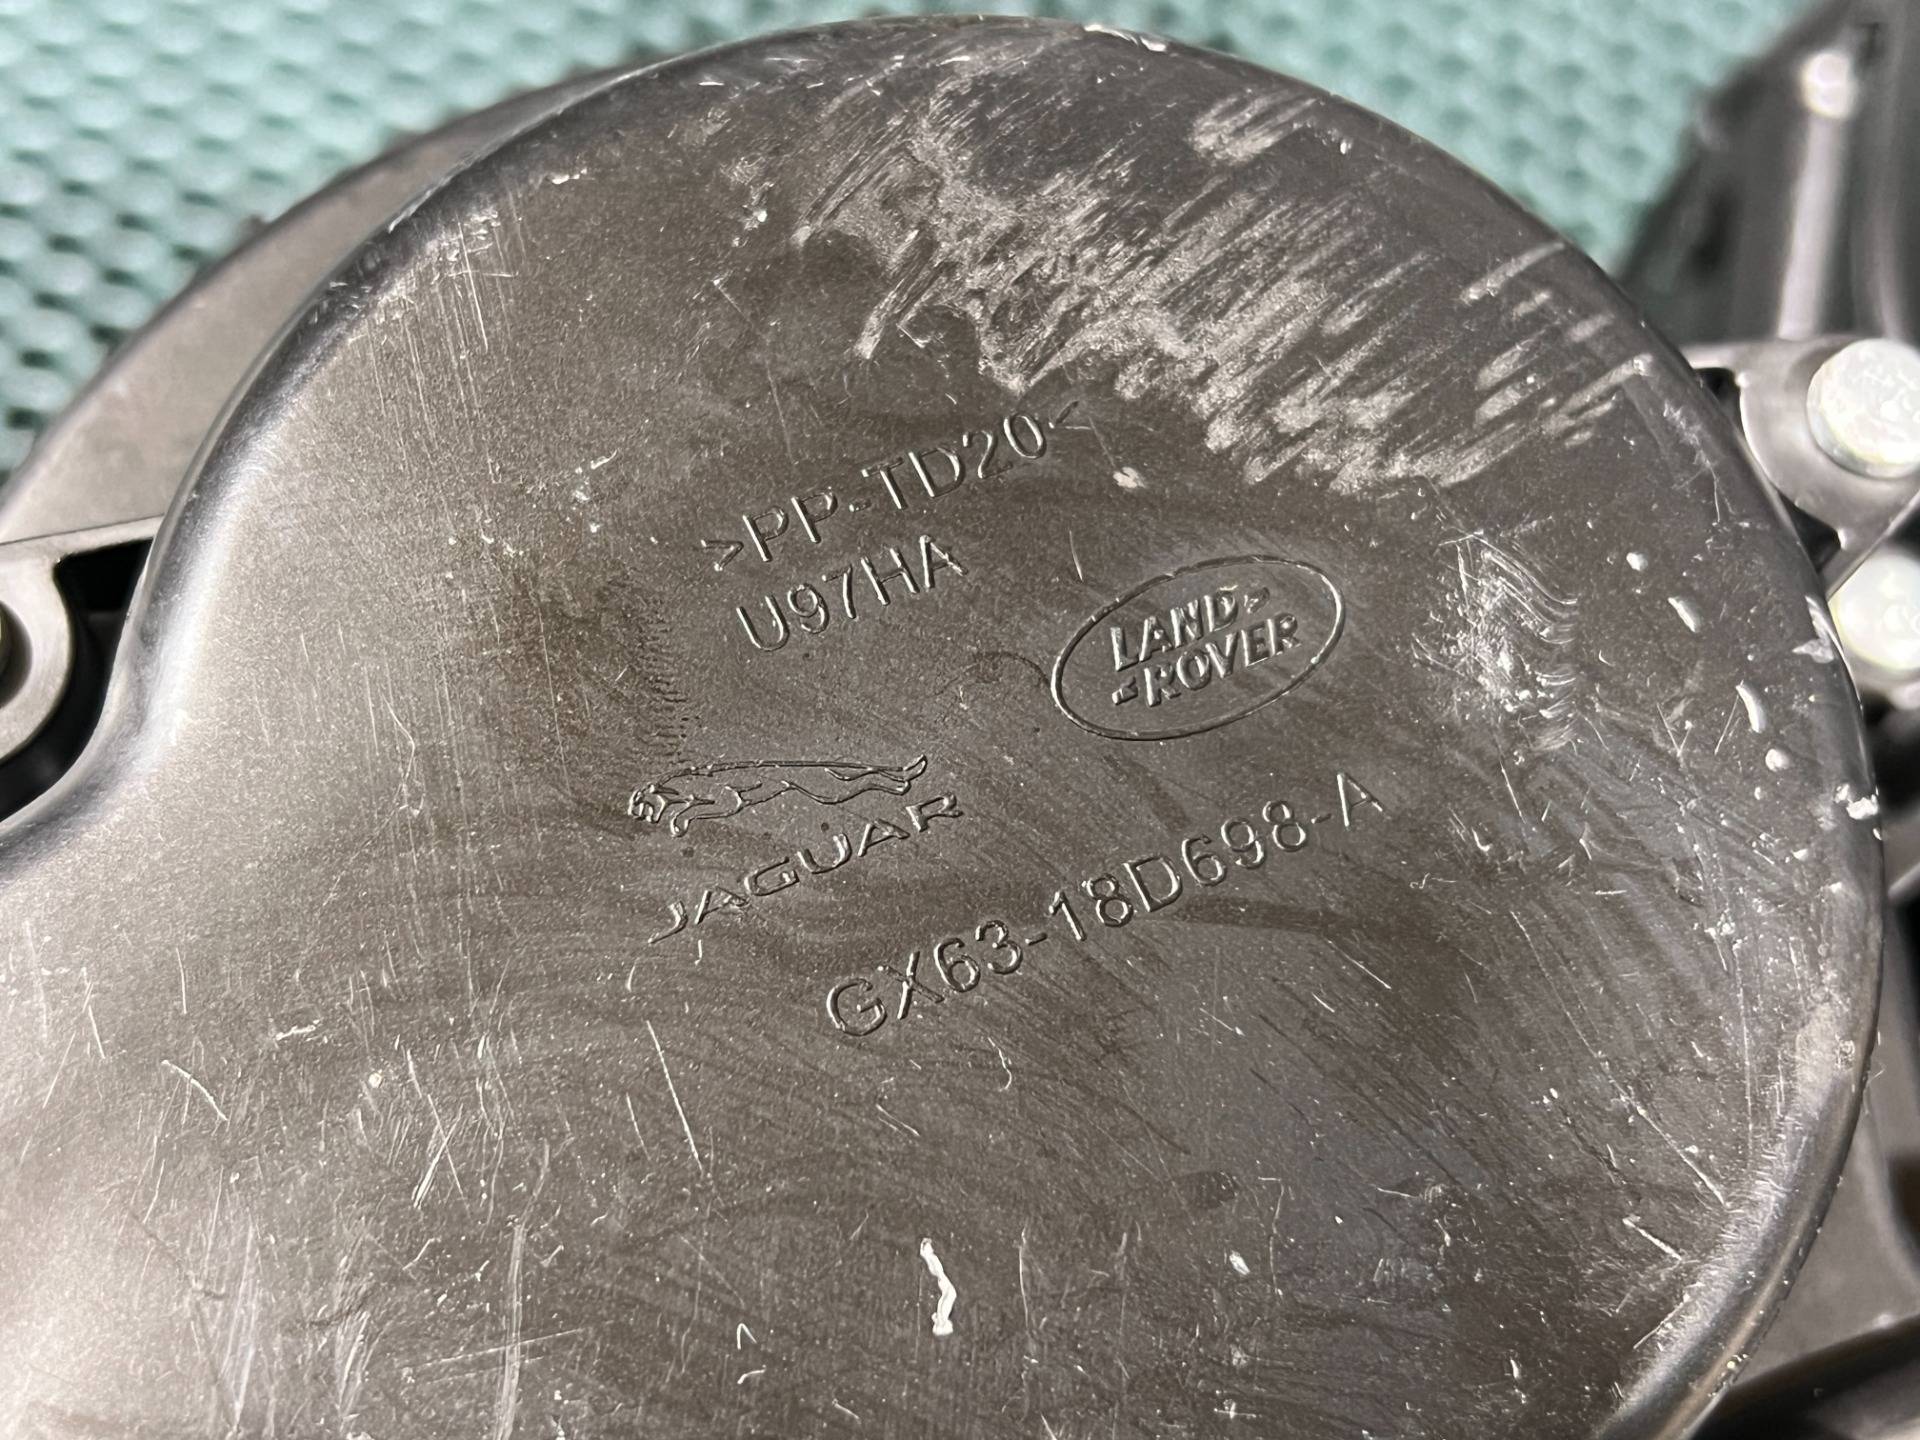 >PP-TD20<
U97HA
LAND-
-ROVER
JAGUAR
GX63-18D698-A